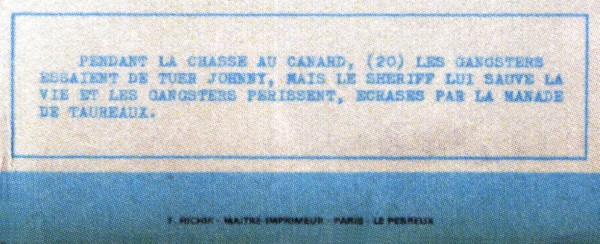 PENDANT LA CHASSE AU CANARD, (20) LES GANGSTERS
ESSAIENT DE TUER JOHNNY, MAIS LE SHERIFF LUI SAUVE LA
VIE ET LES GANGSTERS PERISSENT, ECRASES PAR LA MANADE
DE TAUREAUX.
F. RICHIR - MAITRE IMPRIMEUR - PARIS - LE PERREUX